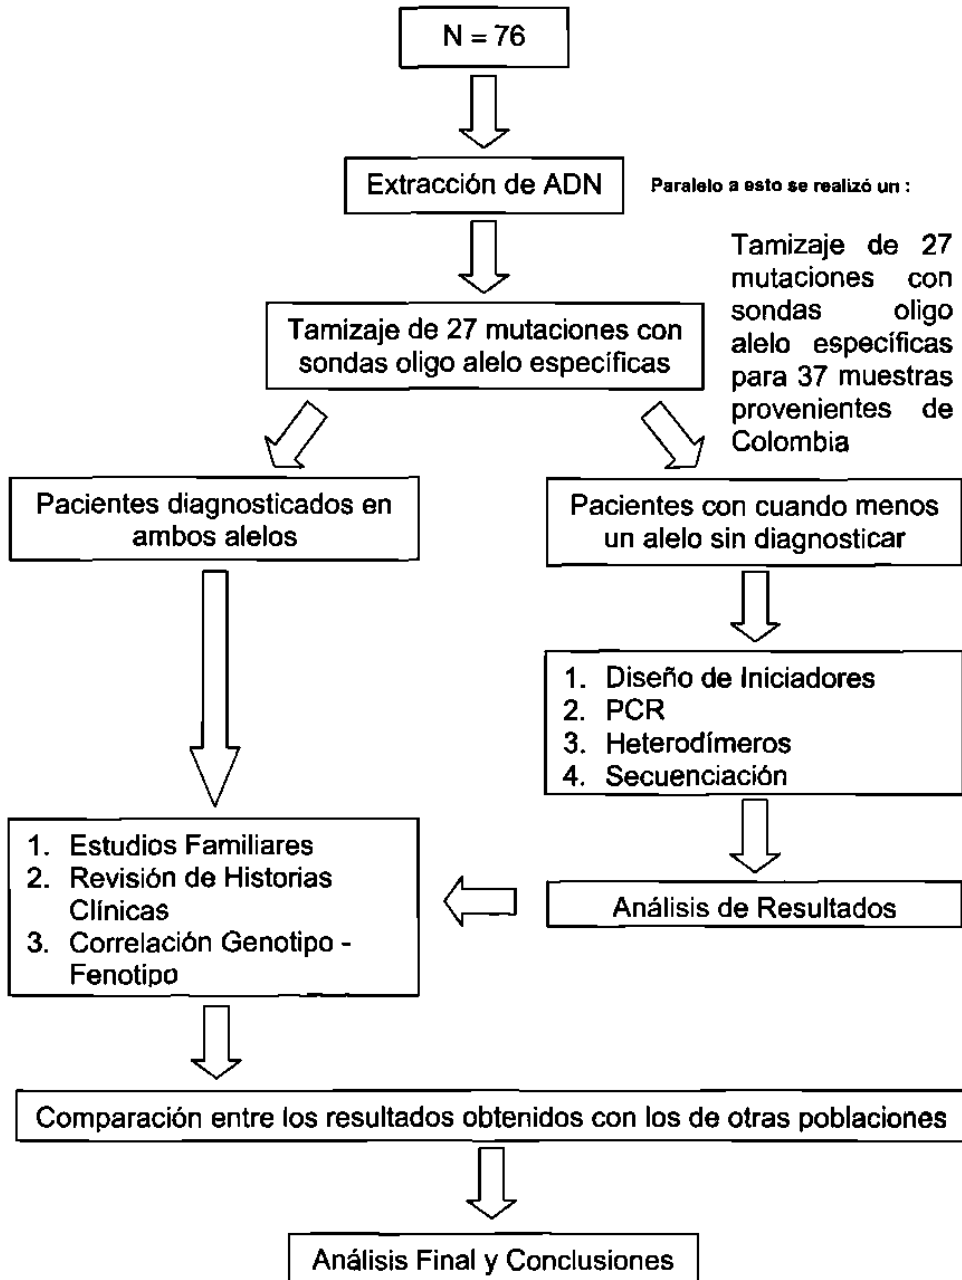 N = 76
Extracción de ADN
Paralelo a esto se realizó un :
Tamizaje de 27
mutaciones con
sondas oligo
alelo específicas
para 37 muestras
provenientes de
Colombia
Tamizaje de 27 mutaciones con
sondas oligo alelo específicas
Pacientes diagnosticados en
ambos alelos
Pacientes con cuando menos
un alelo sin diagnosticar
1. Diseño de Iniciadores
2. PCR
3. Heterodímeros
4. Secuenciación
Análisis de Resultados
1. Estudios Familiares
2. Revisión de Historias
Clínicas
3. Correlación Genotipo -
Fenotipo
Comparación entre los resultados obtenidos con los de otras poblaciones
Análisis Final y Conclusiones